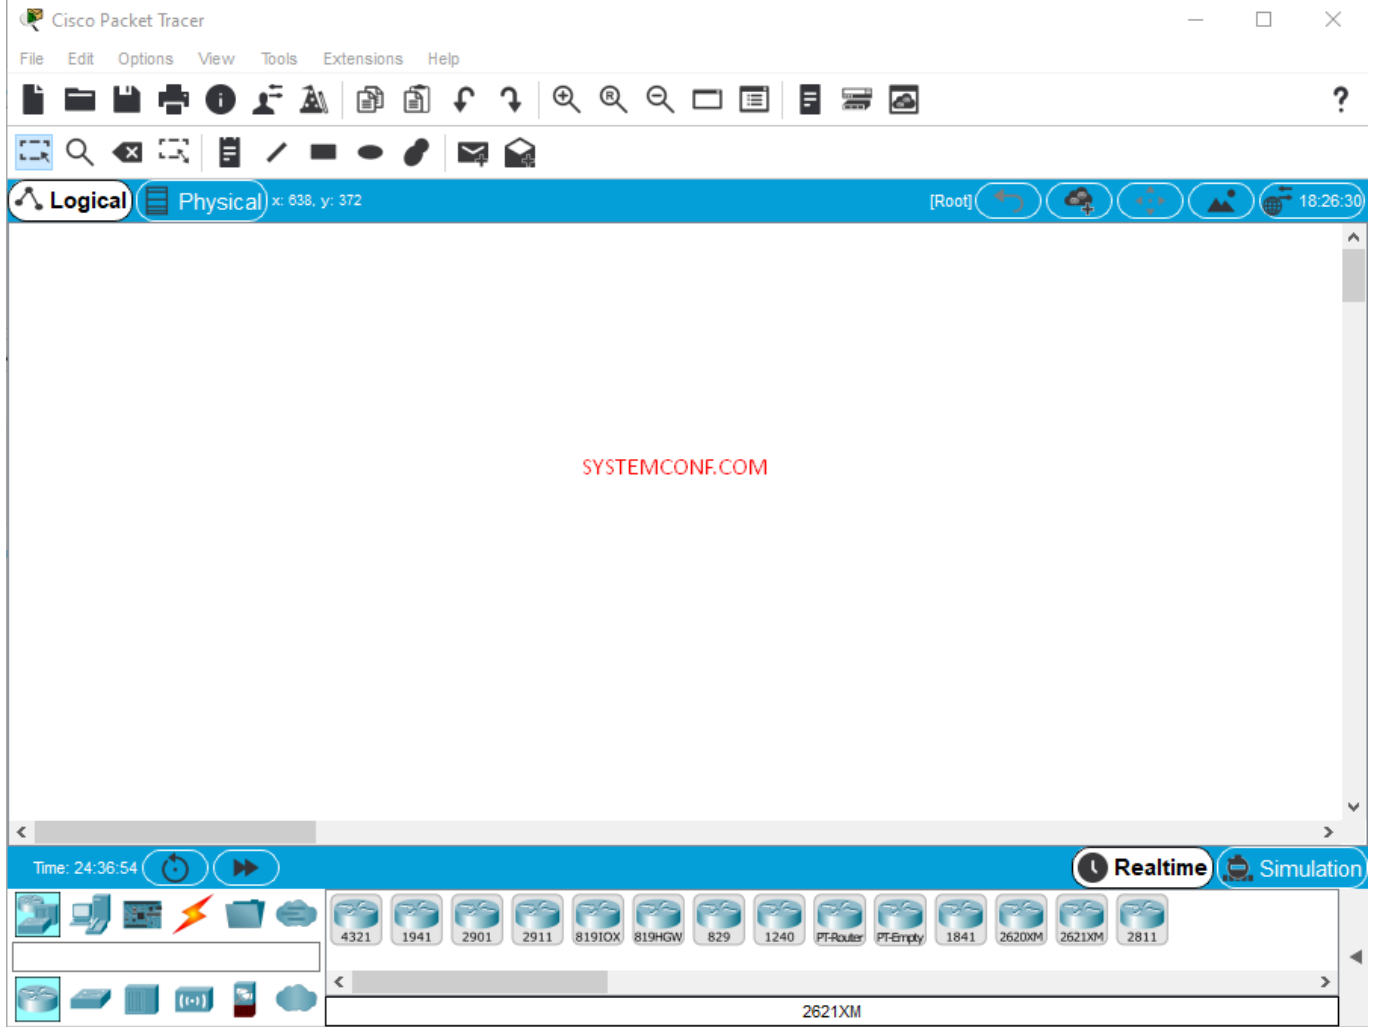 Cisco Packet Tracer
File Edit Options View Tools Extensions Help
?
Logical Physical x: 638, y: 372 [Root] 18:26:30
SYSTEMCONF.COM
Time: 24:36:54 Realtime Simulation
4321 1941 2901 2911 819IOX 819HGW 829 1240 PT-Router PT-Empty 1841 2620XM 2621XM 2811
2621XM